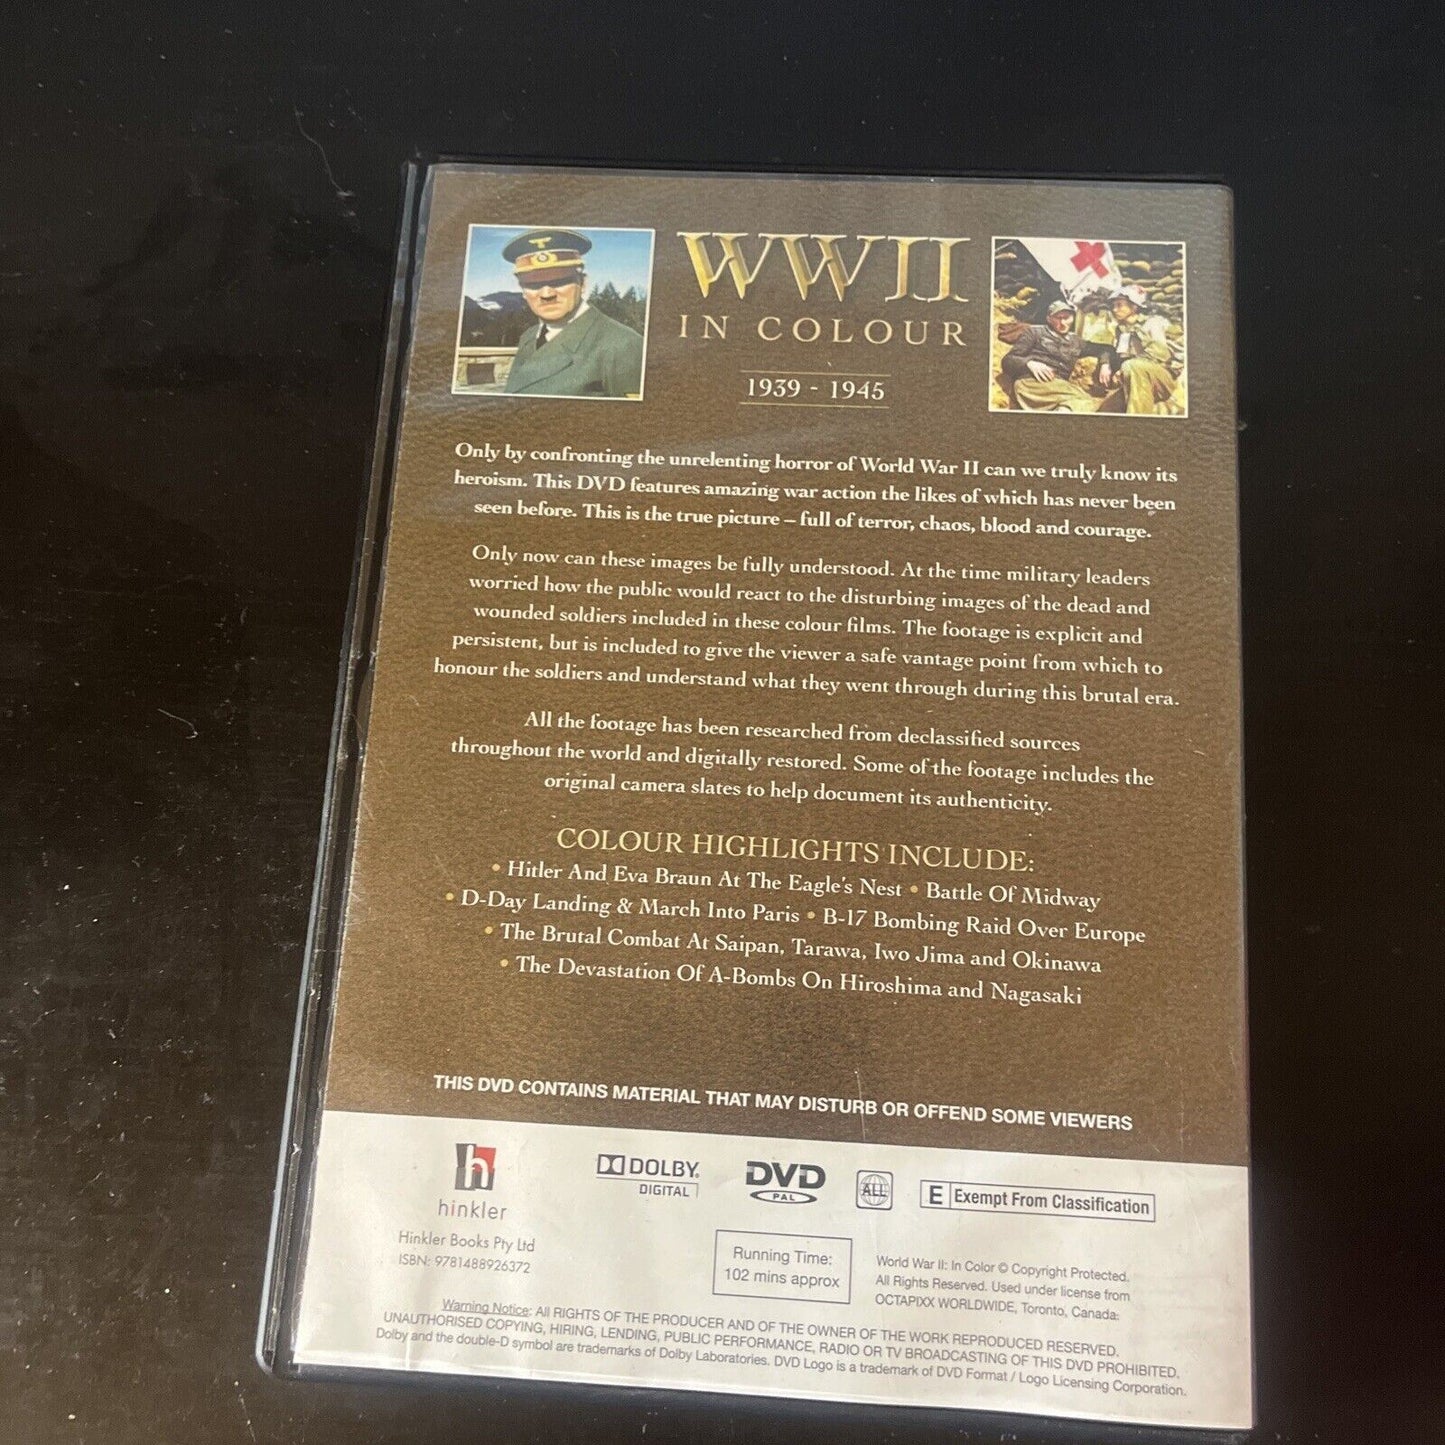 WWII
IN COLOUR
1939 - 1945
Only by confronting the unrelenting horror of World War II can we truly know its
heroism. This DVD features amazing war action the likes of which has never been
seen before. This is the true picture – full of terror, chaos, blood and courage.
Only now can these images be fully understood. At the time military leaders
worried how the public would react to the disturbing images of the dead and
wounded soldiers included in these colour films. The footage is explicit and
persistent, but is included to give the viewer a safe vantage point from which to
honour the soldiers and understand what they went through during this brutal era.
All the footage has been researched from declassified sources
throughout the world and digitally restored. Some of the footage includes the
original camera slates to help document its authenticity.
COLOUR HIGHLIGHTS INCLUDE:
• Hitler And Eva Braun At The Eagle's Nest • Battle Of Midway
• D-Day Landing & March Into Paris • B-17 Bombing Raid Over Europe
• The Brutal Combat At Saipan, Tarawa, Iwo Jima and Okinawa
• The Devastation Of A-Bombs On Hiroshima and Nagasaki
THIS DVD CONTAINS MATERIAL THAT MAY DISTURB OR OFFEND SOME VIEWERS
h
hinkler
Hinkler Books Pty Ltd
ISBN: 9781488926372
DOLBY
DIGITAL
DVD
PAL
ALL
E Exempt From Classification
Running Time:
102 mins approx
World War II: In Color © Copyright Protected.
All Rights Reserved. Used under license from
OCTAPIXX WORLDWIDE, Toronto, Canada.
Warning Notice: All RIGHTS OF THE PRODUCER AND OF THE OWNER OF THE WORK REPRODUCED RESERVED.
UNAUTHORISED COPYING, HIRING, LENDING, PUBLIC PERFORMANCE, RADIO OR TV BROADCASTING OF THIS DVD PROHIBITED.
Dolby and the double-D symbol are trademarks of Dolby Laboratories. DVD Logo is a trademark of DVD Format / Logo Licensing Corporation.